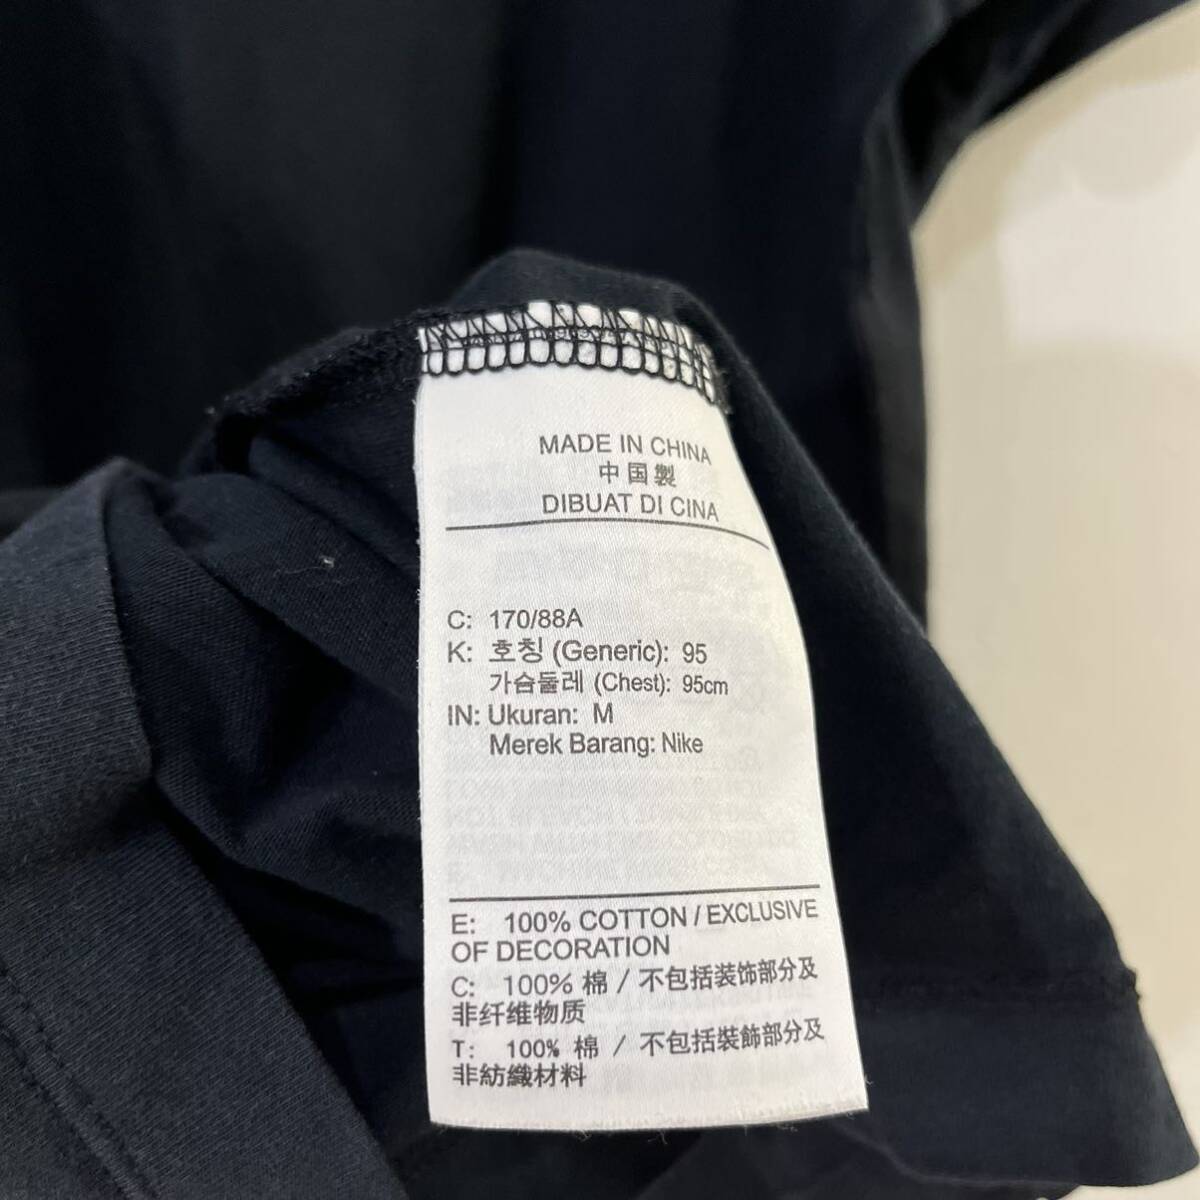 MADE IN CHINA
中国製
DIBUAT DI CINA
C: 170/88A
K: 호칭 (Generic): 95
가슴둘레 (Chest): 95cm
IN: Ukuran: M
Merek Barang: Nike
E: 100% COTTON / EXCLUSIVE
OF DECORATION
C: 100% 棉 / 不包括装饰部分及
非纤维物质
T: 100% 棉 / 不包括裝飾部分及
非紡織材料